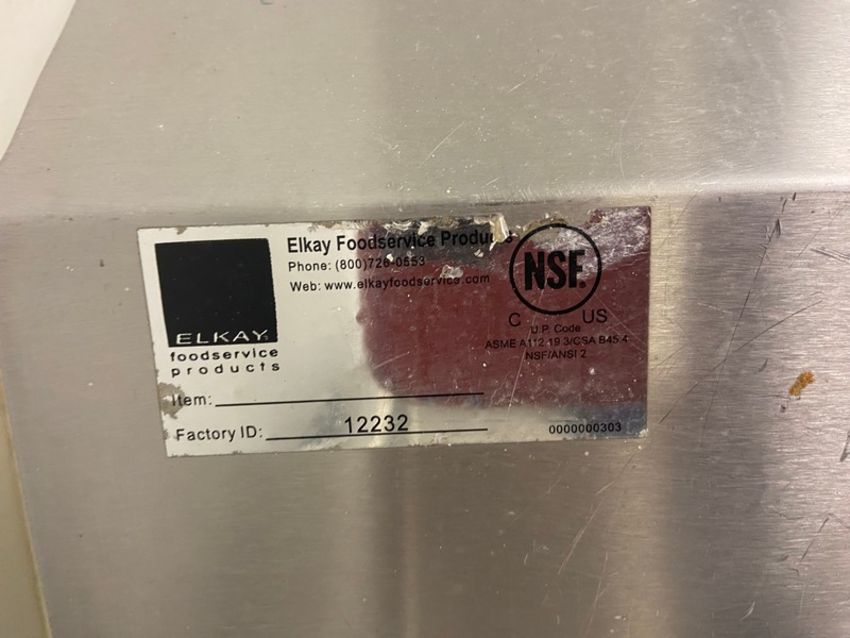 Elkay Foodservice Products
Phone: (800)726-0553
Web: www.elkayfoodservice.com
ELKAY
foodservice
products
NSF
C US
U.P. Code
ASME A112.19.3/CSA B45.4
NSF/ANSI 2
Item:
Factory ID: 12232
0000000303